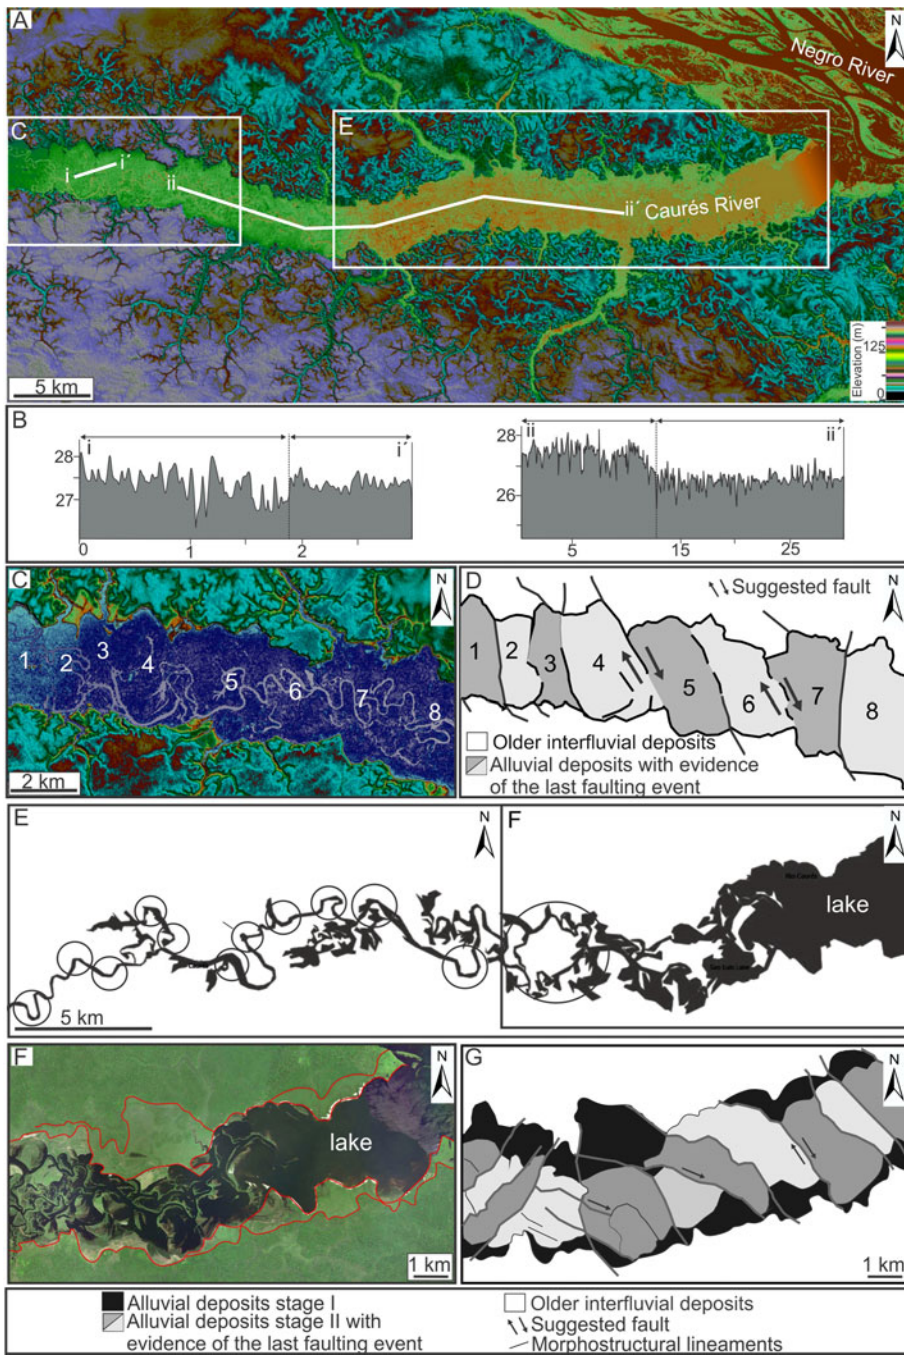 A
N
Negro River
C
E
i i´
ii
ii´ Caurés River
5 km
Elevation (m)
125
0
B
i i´
28
27
0 1 2
ii ii´
28
26
5 15 25
C
N
1 2 3 4 5 6 7 8
2 km
D
Suggested fault
N
1 2 3 4 5 6 7 8
Older interfluvial deposits
Alluvial deposits with evidence
of the last faulting event
E
N
5 km
F
N
lake
F
N
lake
1 km
G
N
1 km
Alluvial deposits stage I
Alluvial deposits stage II with
evidence of the last faulting event
Older interfluvial deposits
Suggested fault
Morphostructural lineaments